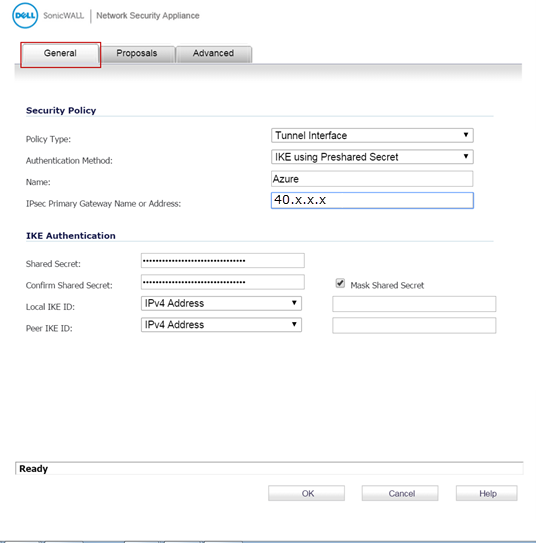 DELL SonicWALL | Network Security Appliance
General Proposals Advanced
Security Policy
Policy Type: Tunnel Interface
Authentication Method: IKE using Preshared Secret
Name: Azure
IPsec Primary Gateway Name or Address: 40.x.x.x
IKE Authentication
Shared Secret: ••••••••••••••••••••••••••••••••
Confirm Shared Secret: •••••••••••••••••••••••••••••••• Mask Shared Secret
Local IKE ID: IPv4 Address
Peer IKE ID: IPv4 Address
Ready
OK Cancel Help